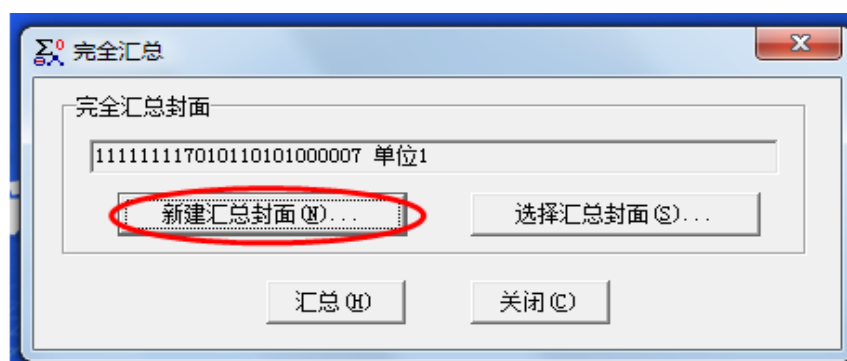 完全汇总
完全汇总封面
111111117010110101000007 单位1
新建汇总封面(N)...
选择汇总封面(S)...
汇总(H)
关闭(C)